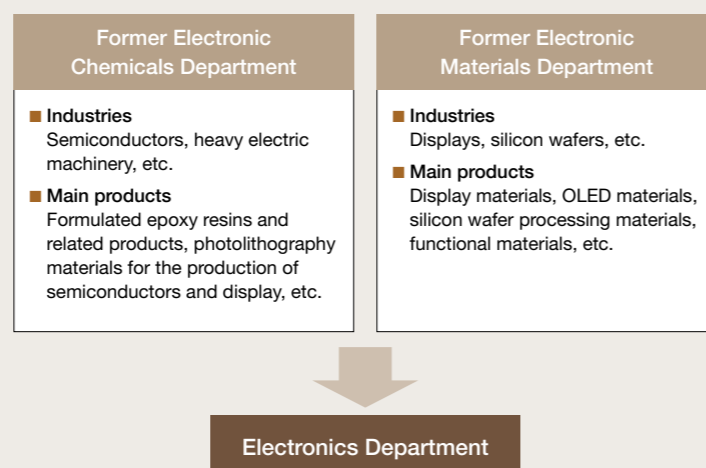 Former Electronic
Chemicals Department
■ Industries
Semiconductors, heavy electric
machinery, etc.
■ Main products
Formulated epoxy resins and
related products, photolithography
materials for the production of
semiconductors and display, etc.
Former Electronic
Materials Department
■ Industries
Displays, silicon wafers, etc.
■ Main products
Display materials, OLED materials,
silicon wafer processing materials,
functional materials, etc.
Electronics Department